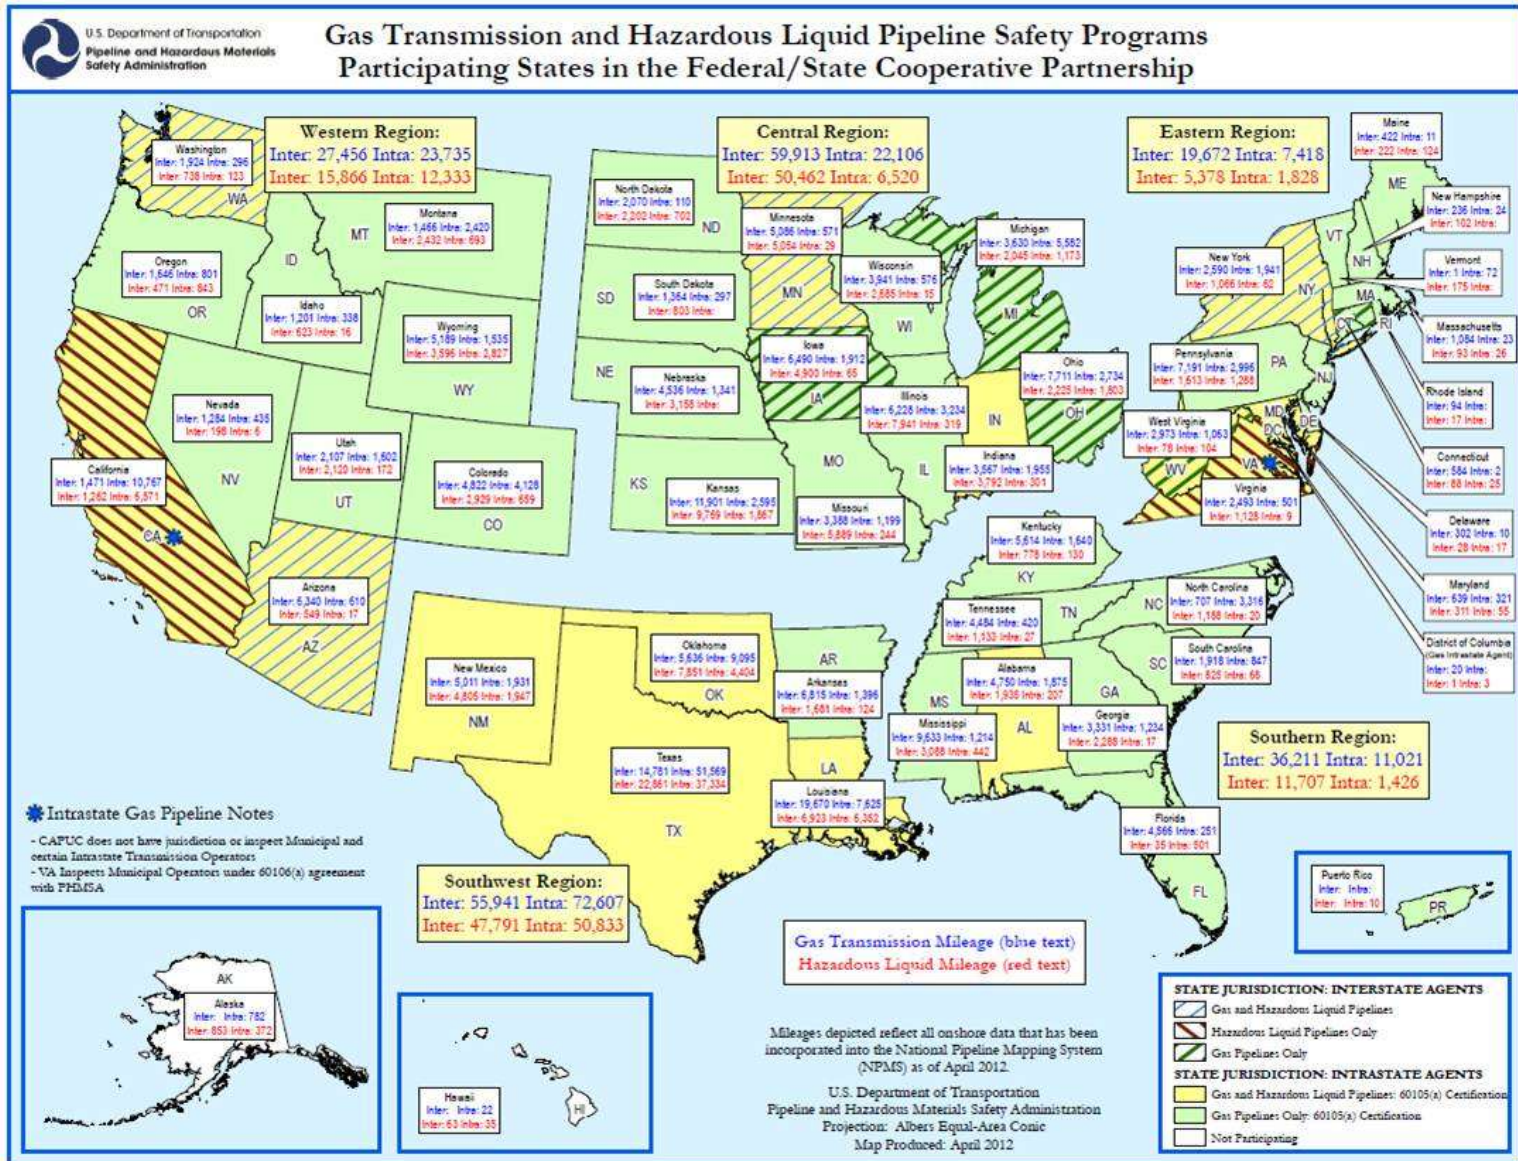 U.S. Department of Transportation
Pipeline and Hazardous Materials
Safety Administration
Gas Transmission and Hazardous Liquid Pipeline Safety Programs
Participating States in the Federal/State Cooperative Partnership
Western Region:
Inter: 27,456 Intra: 23,735
Inter: 15,866 Intra: 12,333
Central Region:
Inter: 59,913 Intra: 22,106
Inter: 50,462 Intra: 6,520
Eastern Region:
Inter: 19,672 Intra: 7,418
Inter: 5,378 Intra: 1,828
Maine
Inter: 422 Intra: 11
Inter: 222 Intra: 124
ME
Washington
Inter: 1,924 Intra: 296
Inter: 738 Intra: 123
WA
Montana
Inter: 1,466 Intra: 2,420
Inter: 2,432 Intra: 693
MT
North Dakota
Inter: 2,070 Intra: 110
Inter: 2,202 Intra: 702
ND
Minnesota
Inter: 5,086 Intra: 571
Inter: 5,054 Intra: 29
MN
Michigan
Inter: 3,630 Intra: 5,582
Inter: 2,045 Intra: 1,173
MI
New Hampshire
Inter: 236 Intra: 24
Inter: 102 Intra:
VT
NH
Oregon
Inter: 1,646 Intra: 801
Inter: 471 Intra: 843
OR
ID
Idaho
Inter: 1,201 Intra: 338
Inter: 623 Intra: 16
South Dakota
Inter: 1,364 Intra: 297
Inter: 803 Intra:
SD
Wisconsin
Inter: 3,941 Intra: 576
Inter: 2,685 Intra: 15
WI
New York
Inter: 2,590 Intra: 1,941
Inter: 1,066 Intra: 62
NY
Vermont
Inter: 1 Intra: 72
Inter: 175 Intra:
MA
CT
RI
Massachusetts
Inter: 1,084 Intra: 23
Inter: 93 Intra: 26
Wyoming
Inter: 5,189 Intra: 1,535
Inter: 3,595 Intra: 2,827
WY
NE
Nebraska
Inter: 4,536 Intra: 1,341
Inter: 3,158 Intra:
Iowa
Inter: 6,490 Intra: 1,912
Inter: 4,900 Intra: 65
IA
Ohio
Inter: 7,711 Intra: 2,734
Inter: 2,225 Intra: 1,803
OH
Pennsylvania
Inter: 7,191 Intra: 2,996
Inter: 1,613 Intra: 1,288
PA
NJ
Rhode Island
Inter: 94 Intra:
Inter: 17 Intra:
Nevada
Inter: 1,284 Intra: 435
Inter: 198 Intra: 6
NV
Utah
Inter: 2,107 Intra: 1,602
Inter: 2,120 Intra: 172
UT
Illinois
Inter: 6,228 Intra: 3,234
Inter: 7,941 Intra: 319
IL
IN
Indiana
Inter: 3,567 Intra: 1,955
Inter: 3,792 Intra: 301
West Virginia
Inter: 2,973 Intra: 1,063
Inter: 78 Intra: 104
WV
MD
DC
DE
Connecticut
Inter: 584 Intra: 2
Inter: 88 Intra: 25
California
Inter: 1,471 Intra: 10,767
Inter: 1,262 Intra: 6,571
CA
Colorado
Inter: 4,822 Intra: 4,128
Inter: 2,929 Intra: 659
CO
KS
Kansas
Inter: 11,901 Intra: 2,595
Inter: 9,769 Intra: 1,867
MO
Missouri
Inter: 3,388 Intra: 1,199
Inter: 5,889 Intra: 244
VA
Virginia
Inter: 2,493 Intra: 501
Inter: 1,128 Intra: 9
Delaware
Inter: 302 Intra: 10
Inter: 28 Intra: 17
Kentucky
Inter: 5,614 Intra: 1,640
Inter: 778 Intra: 130
KY
Arizona
Inter: 6,340 Intra: 610
Inter: 549 Intra: 17
AZ
Tennessee
Inter: 4,484 Intra: 420
Inter: 1,133 Intra: 27
TN
NC
North Carolina
Inter: 707 Intra: 3,316
Inter: 1,188 Intra: 20
Maryland
Inter: 639 Intra: 321
Inter: 311 Intra: 55
New Mexico
Inter: 5,011 Intra: 1,931
Inter: 4,805 Intra: 1,947
NM
Oklahoma
Inter: 5,636 Intra: 9,095
Inter: 7,851 Intra: 4,404
OK
AR
Arkansas
Inter: 6,815 Intra: 1,396
Inter: 1,681 Intra: 124
Alabama
Inter: 4,750 Intra: 1,875
Inter: 1,935 Intra: 207
AL
SC
South Carolina
Inter: 1,918 Intra: 847
Inter: 825 Intra: 68
District of Columbia
(Gas Intrastate Agent)
Inter: 20 Intra:
Inter: 1 Intra: 3
MS
Mississippi
Inter: 9,633 Intra: 1,214
Inter: 3,088 Intra: 442
GA
Georgia
Inter: 3,331 Intra: 1,234
Inter: 2,288 Intra: 17
Southern Region:
Inter: 36,211 Intra: 11,021
Inter: 11,707 Intra: 1,426
Texas
Inter: 14,781 Intra: 51,569
Inter: 22,661 Intra: 37,334
TX
LA
Louisiana
Inter: 19,670 Intra: 7,625
Inter: 6,923 Intra: 6,352
Florida
Inter: 4,566 Intra: 251
Inter: 35 Intra: 501
FL
Intrastate Gas Pipeline Notes
- CAPUC does not have jurisdiction or inspect Municipal and
certain Intrastate Transmission Operators
- VA Inspects Municipal Operators under 60106(a) agreement
with PHMSA
Southwest Region:
Inter: 55,941 Intra: 72,607
Inter: 47,791 Intra: 50,833
Puerto Rico
Inter: Intra:
Inter: Intra: 10
PR
AK
Alaska
Inter: Intra: 782
Inter: 853 Intra: 372
Hawaii
Inter: Intra: 22
Inter: 63 Intra: 35
HI
Gas Transmission Mileage (blue text)
Hazardous Liquid Mileage (red text)
Mileages depicted reflect all onshore data that has been
incorporated into the National Pipeline Mapping System
(NPMS) as of April 2012.
U.S. Department of Transportation
Pipeline and Hazardous Materials Safety Administration
Projection: Albers Equal-Area Conic
Map Produced: April 2012
STATE JURISDICTION: INTERSTATE AGENTS
Gas and Hazardous Liquid Pipelines
Hazardous Liquid Pipelines Only
Gas Pipelines Only
STATE JURISDICTION: INTRASTATE AGENTS
Gas and Hazardous Liquid Pipelines: 60105(a) Certification
Gas Pipelines Only: 60105(a) Certification
Not Participating